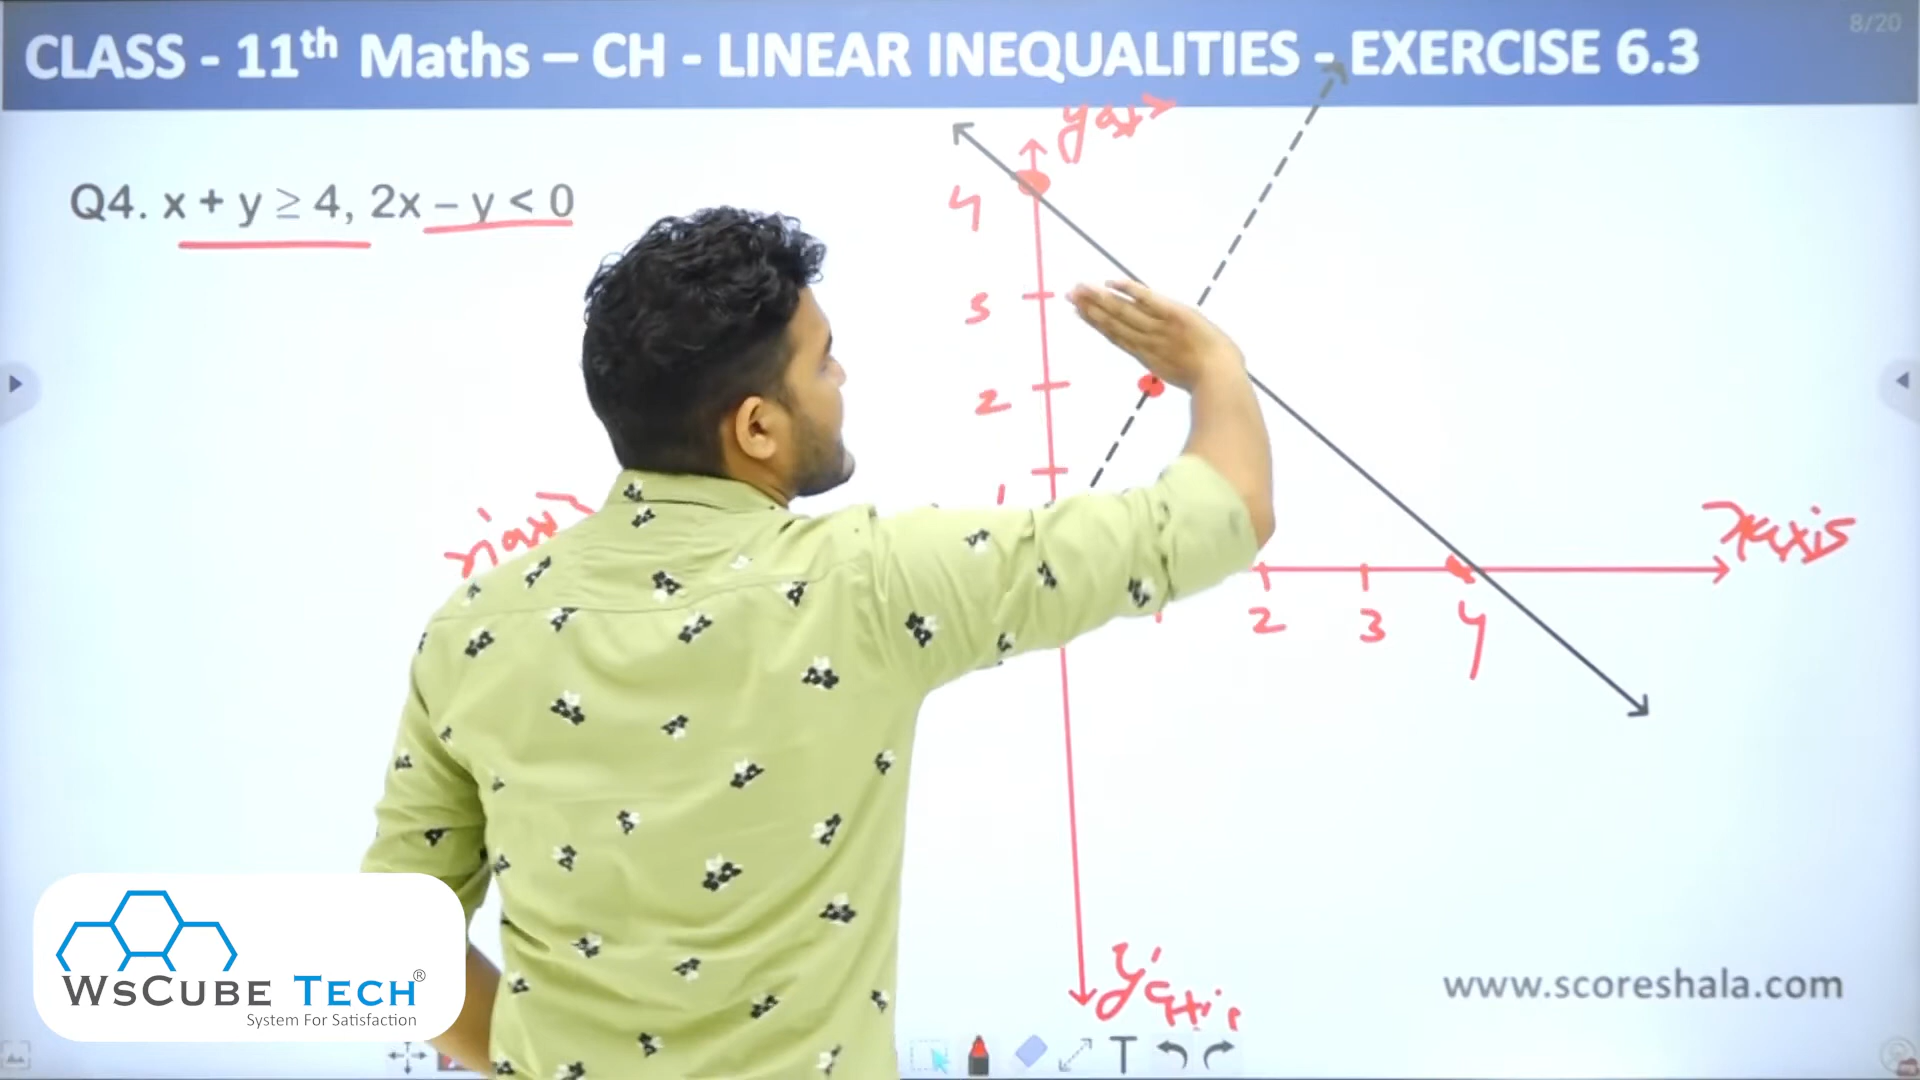 8/20
CLASS - 11th Maths – CH - LINEAR INEQUALITIES - EXERCISE 6.3
Q4. x + y ≥ 4, 2x – y < 0
4
3
2
1
x axis
2 3 4
y' axis
www.scoreshala.com
WSCUBE TECH®
System For Satisfaction
T